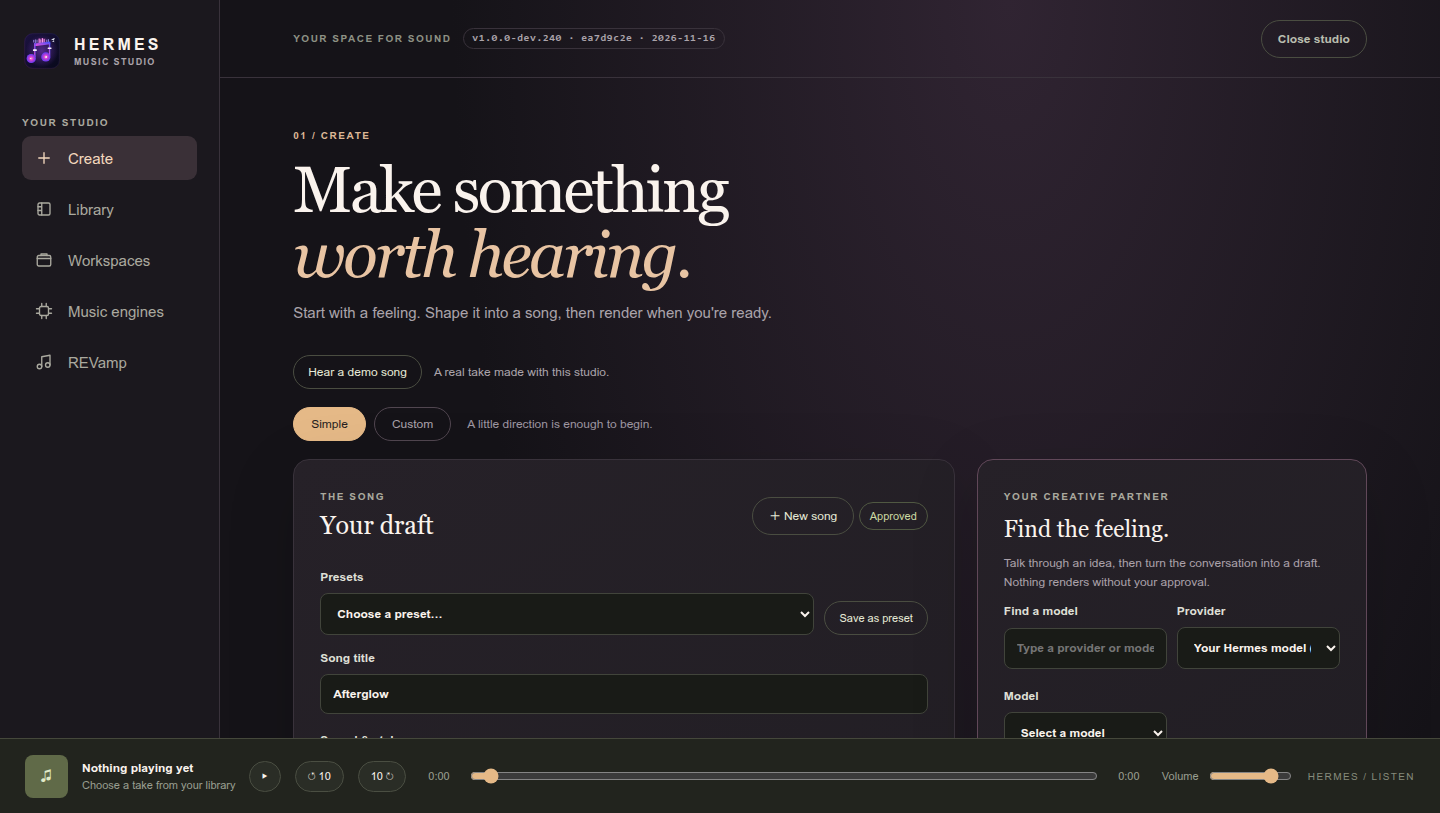 HERMES
MUSIC STUDIO
YOUR STUDIO
Create
Library
Workspaces
Music engines
REVamp
YOUR SPACE FOR SOUND
v1.0.0-dev.240 · ea7d9c2e · 2026-11-16
Close studio
01 / CREATE
Make something
worth hearing.
Start with a feeling. Shape it into a song, then render when you're ready.
Hear a demo song
A real take made with this studio.
Simple
Custom
A little direction is enough to begin.
THE SONG
Your draft
+ New song
Approved
Presets
Choose a preset...
Save as preset
Song title
Afterglow
YOUR CREATIVE PARTNER
Find the feeling.
Talk through an idea, then turn the conversation into a draft.
Nothing renders without your approval.
Find a model
Provider
Type a provider or mode
Your Hermes model (
Model
Select a model
Nothing playing yet
Choose a take from your library
↺ 10
10 ↻
0:00
0:00
Volume
HERMES / LISTEN